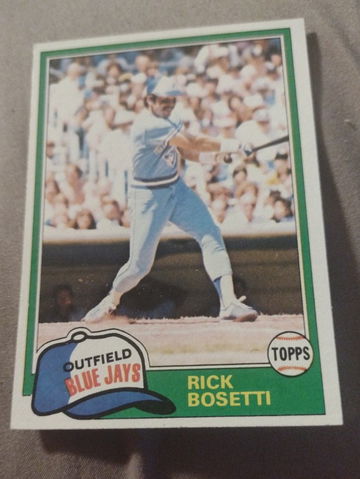 OUTFIELD
BLUE JAYS
RICK
BOSETTI
TOPPS